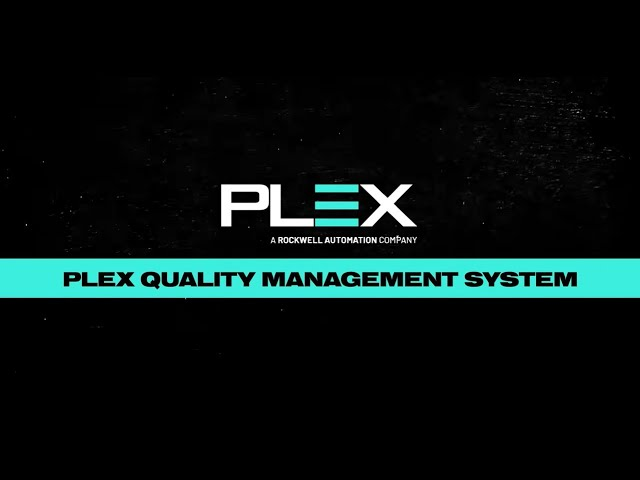 PLEX
A ROCKWELL AUTOMATION COMPANY
PLEX QUALITY MANAGEMENT SYSTEM